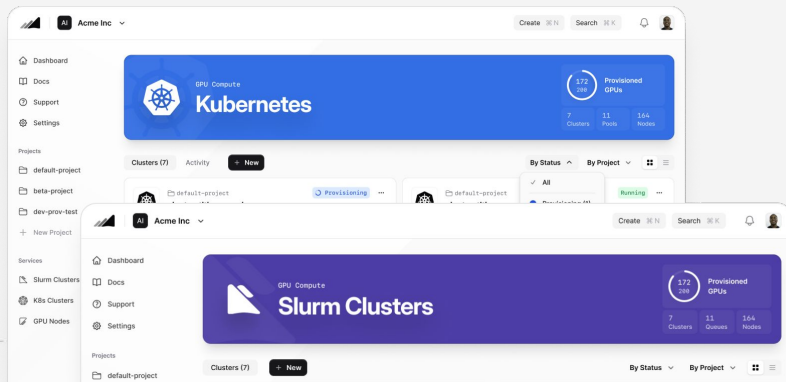 AI Acme Inc
Create ⌘ N Search ⌘ K
Dashboard
Docs
Support
Settings
Projects
default-project
beta-project
dev-prov-test
+ New Project
Services
Slurm Clusters
K8s Clusters
GPU Nodes
GPU Compute
Kubernetes
172
200
Provisioned
GPUs
7 11 164
Clusters Pools Nodes
Clusters (7) Activity + New
By Status By Project
All
default-project Provisioning
default-project Running
AI Acme Inc
Create ⌘ N Search ⌘ K
Dashboard
Docs
Support
Settings
Projects
default-project
GPU Compute
Slurm Clusters
172
200
Provisioned
GPUs
7 11 164
Clusters Queues Nodes
Clusters (7) + New
By Status By Project